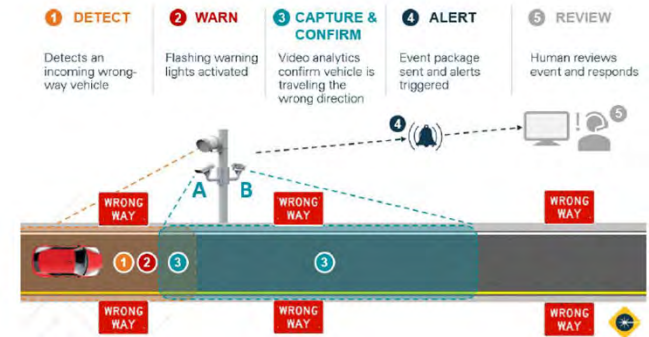 1 DETECT
Detects an
incoming wrong-
way vehicle
2 WARN
Flashing warning
lights activated
3 CAPTURE &
CONFIRM
Video analytics
confirm vehicle is
traveling the
wrong direction
4 ALERT
Event package
sent and alerts
triggered
5 REVIEW
Human reviews
event and responds
4
!
5
A B
WRONG
WAY
WRONG
WAY
WRONG
WAY
1 2 3 3
WRONG
WAY
WRONG
WAY
WRONG
WAY